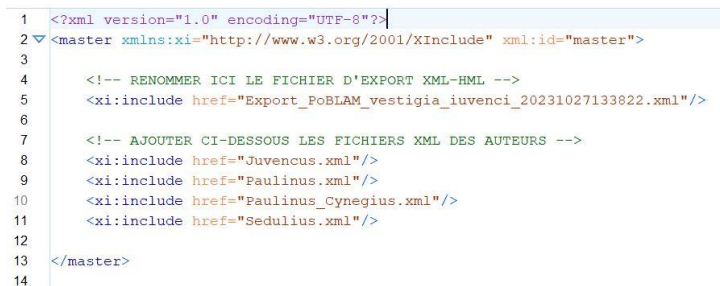 1 <?xml version="1.0" encoding="UTF-8"?>
2 <master xmlns:xi="http://www.w3.org/2001/XInclude" xml:id="master">
3
4 <!-- RENOMMER ICI LE FICHIER D'EXPORT XML-HML -->
5 <xi:include href="Export_PoBLAM_vestigia_iuvenci_20231027133822.xml"/>
6
7 <!-- AJOUTER CI-DESSOUS LES FICHIERS XML DES AUTEURS -->
8 <xi:include href="Juvencus.xml"/>
9 <xi:include href="Paulinus.xml"/>
10 <xi:include href="Paulinus_Cynegius.xml"/>
11 <xi:include href="Sedulius.xml"/>
12
13 </master>
14